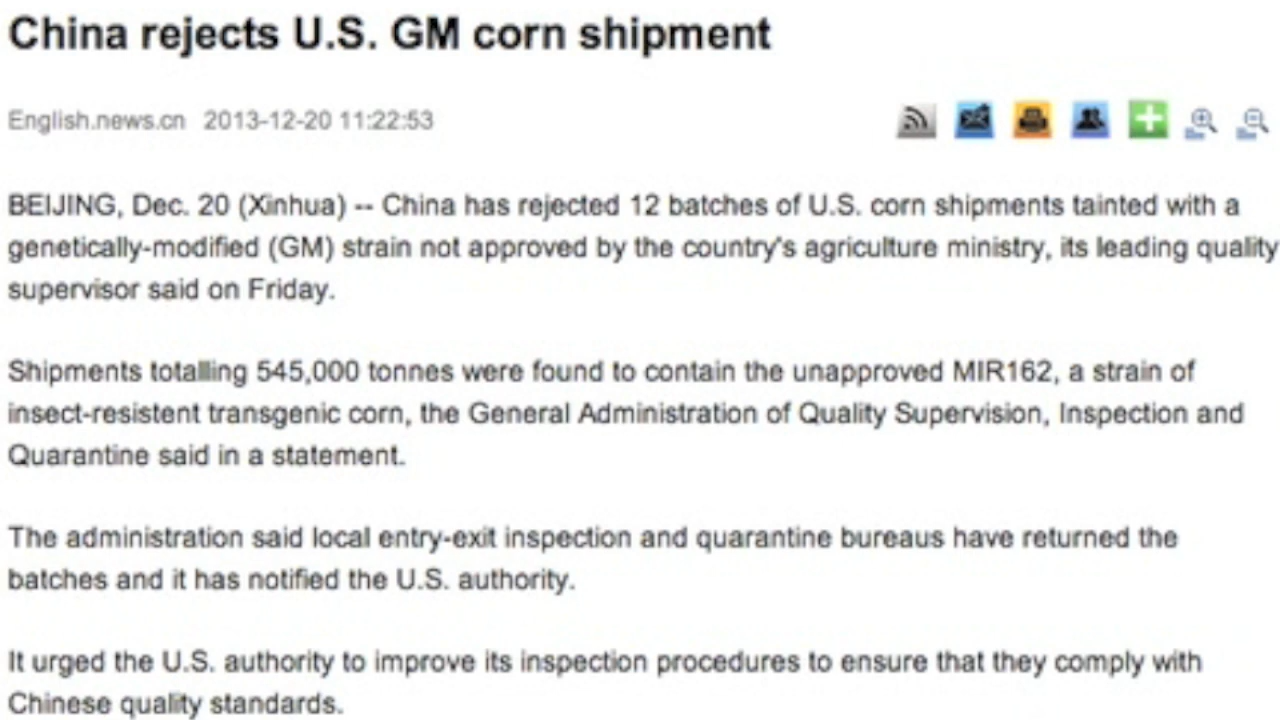 China rejects U.S. GM corn shipment
English.news.cn 2013-12-20 11:22:53
BEIJING, Dec. 20 (Xinhua) -- China has rejected 12 batches of U.S. corn shipments tainted with a
genetically-modified (GM) strain not approved by the country's agriculture ministry, its leading quality
supervisor said on Friday.
Shipments totalling 545,000 tonnes were found to contain the unapproved MIR162, a strain of
insect-resistent transgenic corn, the General Administration of Quality Supervision, Inspection and
Quarantine said in a statement.
The administration said local entry-exit inspection and quarantine bureaus have returned the
batches and it has notified the U.S. authority.
It urged the U.S. authority to improve its inspection procedures to ensure that they comply with
Chinese quality standards.